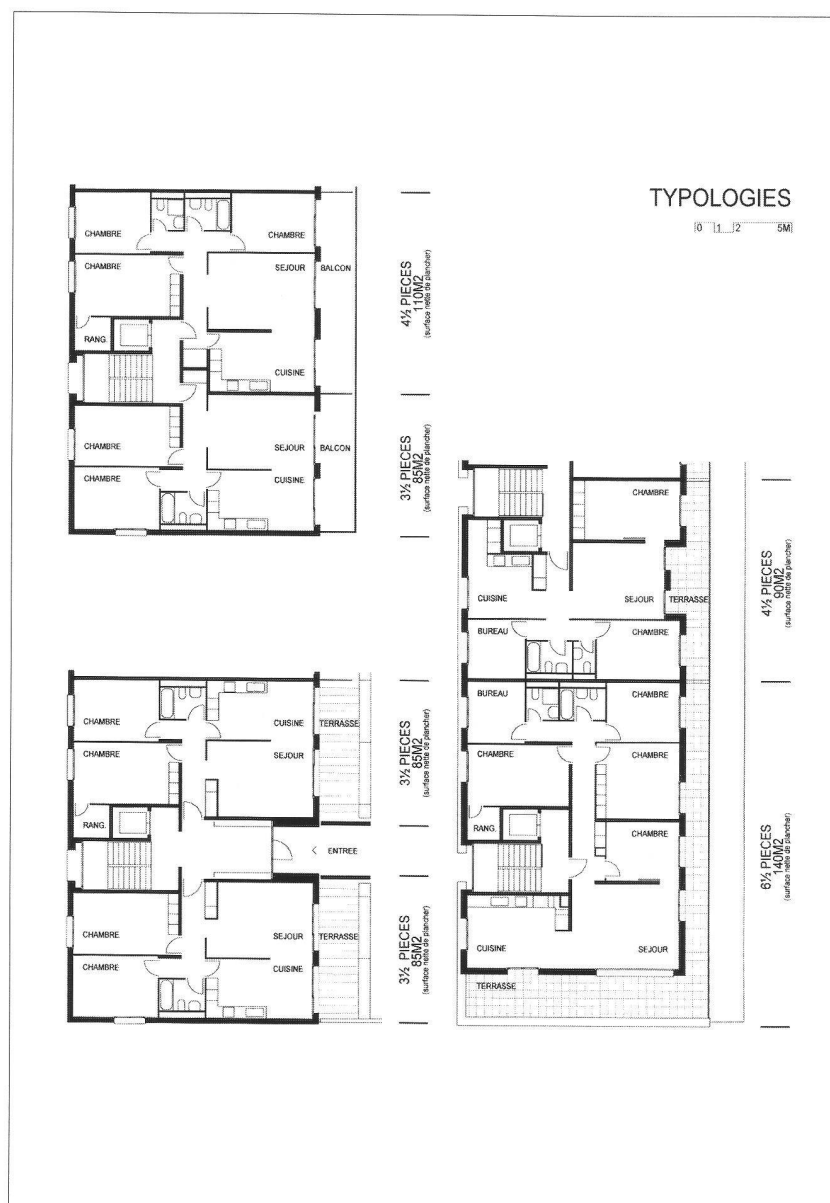 TYPOLOGIES
0 1 2 5M
CHAMBRE
CHAMBRE
CHAMBRE
SEJOUR
BALCON
RANG.
CUISINE
4½ PIECES
110M2
(surface nette de plancher)
CHAMBRE
SEJOUR
BALCON
CHAMBRE
CUISINE
3½ PIECES
85M2
(surface nette de plancher)
CHAMBRE
CUISINE
TERRASSE
CHAMBRE
SEJOUR
RANG.
3½ PIECES
85M2
(surface nette de plancher)
ENTREE
CHAMBRE
SEJOUR
TERRASSE
CHAMBRE
CUISINE
3½ PIECES
85M2
(surface nette de plancher)
CHAMBRE
CUISINE
SEJOUR
TERRASSE
BUREAU
CHAMBRE
4½ PIECES
90M2
(surface nette de plancher)
BUREAU
CHAMBRE
CHAMBRE
CHAMBRE
RANG.
CHAMBRE
CUISINE
SEJOUR
TERRASSE
6½ PIECES
140M2
(surface nette de plancher)